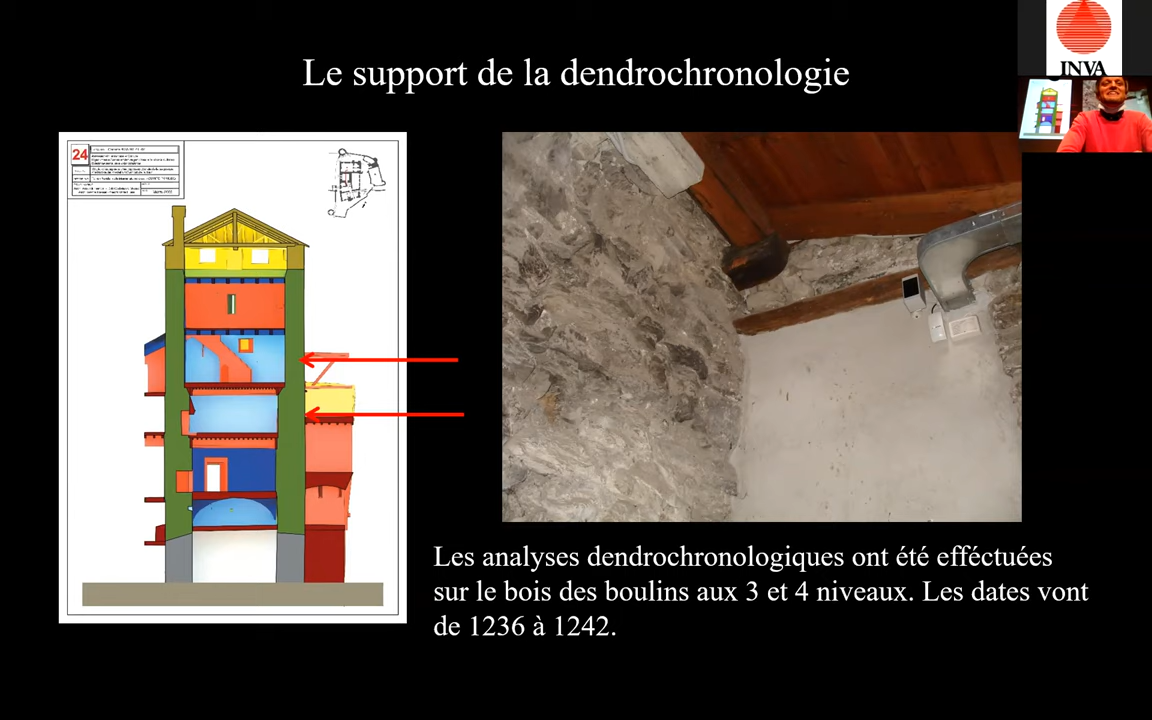 Le support de la dendrochronologie
INVA
24
Les analyses dendrochronologiques ont été efféctuées
sur le bois des boulins aux 3 et 4 niveaux. Les dates vont
de 1236 à 1242.